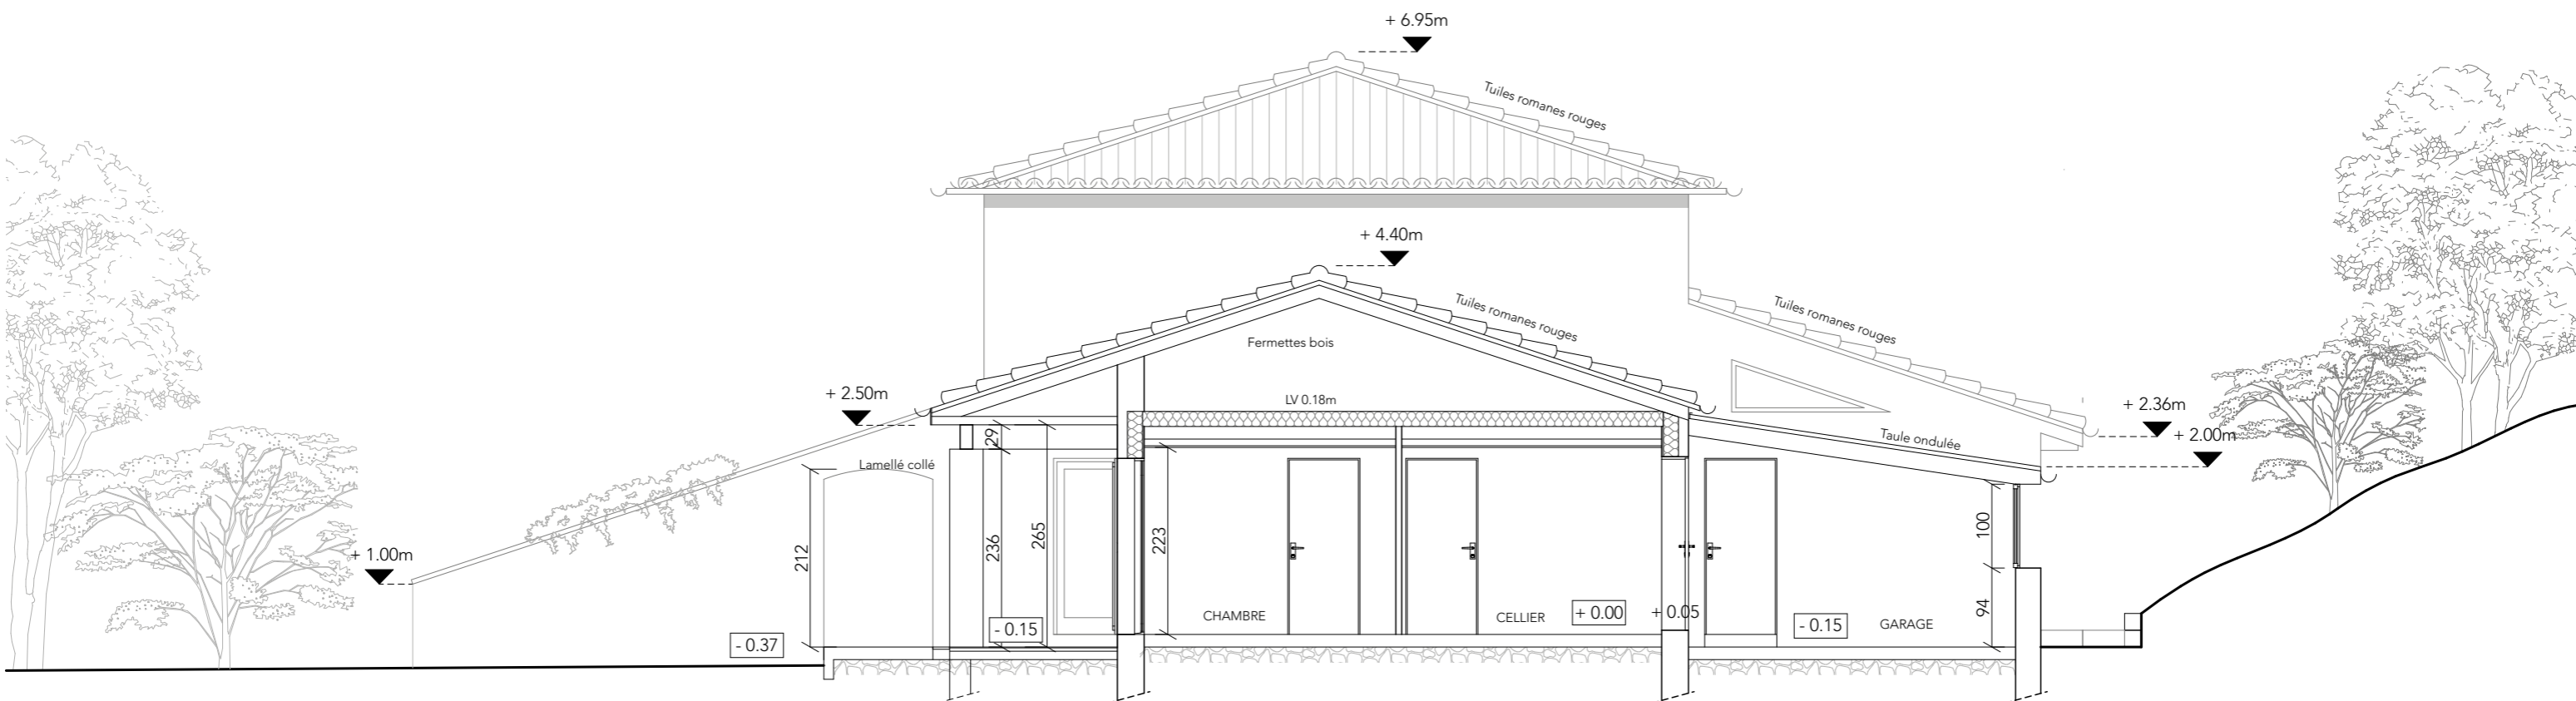 + 6.95m
Tuiles romanes rouges
+ 4.40m
Tuiles romanes rouges
Tuiles romanes rouges
Fermettes bois
+ 2.50m
LV 0.18m
+ 2.36m
+ 2.00m
29
Taule ondulée
Lamellé collé
212
236
265
223
100
+ 1.00m
94
CHAMBRE
CELLIER
+ 0.00
+ 0.05
- 0.15
- 0.15
GARAGE
- 0.37